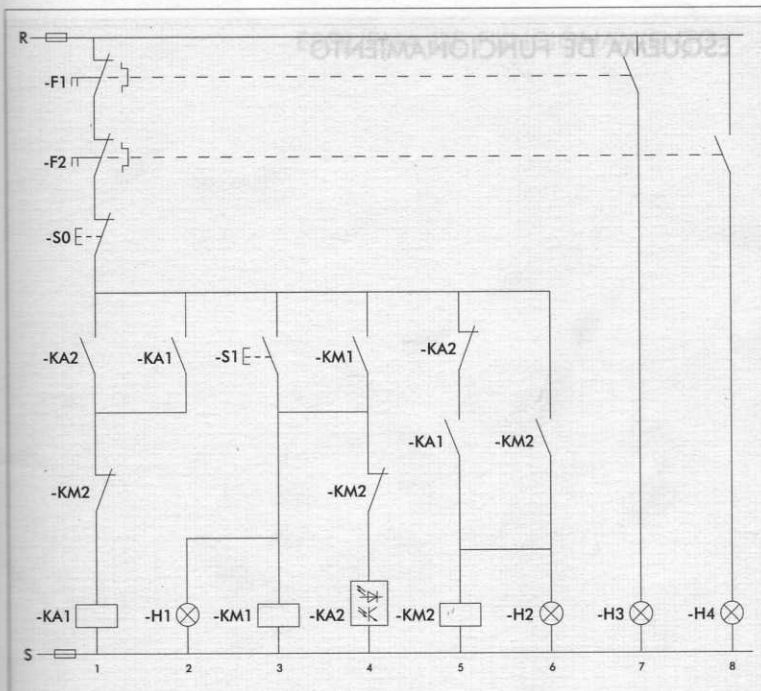 ESQUEMA DE FUNCIONAMIENTO
R
-F1
-F2
-S0
-KA2 -KA1 -S1 -KM1 -KA2
-KA1 -KM2
-KM2 -KM2
-KA1 -H1 -KM1 -KA2 -KM2 -H2 -H3 -H4
S
1 2 3 4 5 6 7 8